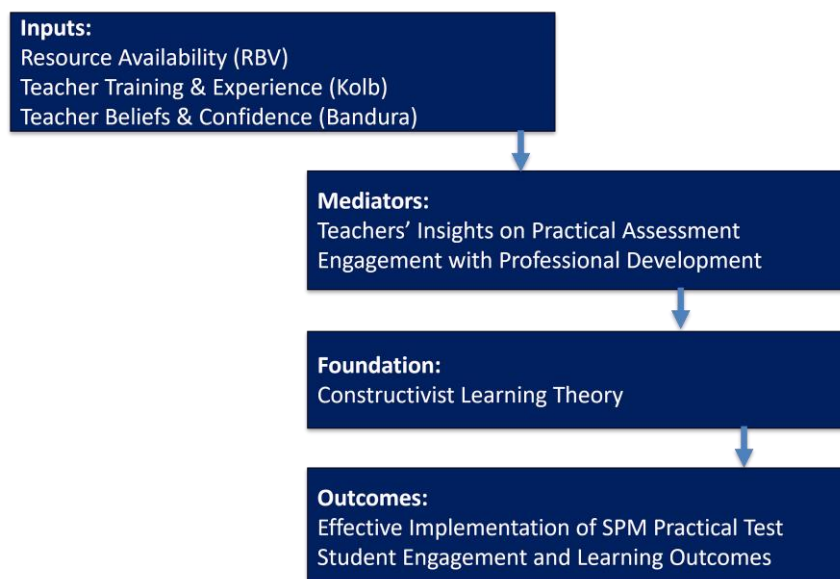 Inputs:
Resource Availability (RBV)
Teacher Training & Experience (Kolb)
Teacher Beliefs & Confidence (Bandura)
Mediators:
Teachers’ Insights on Practical Assessment
Engagement with Professional Development
Foundation:
Constructivist Learning Theory
Outcomes:
Effective Implementation of SPM Practical Test
Student Engagement and Learning Outcomes